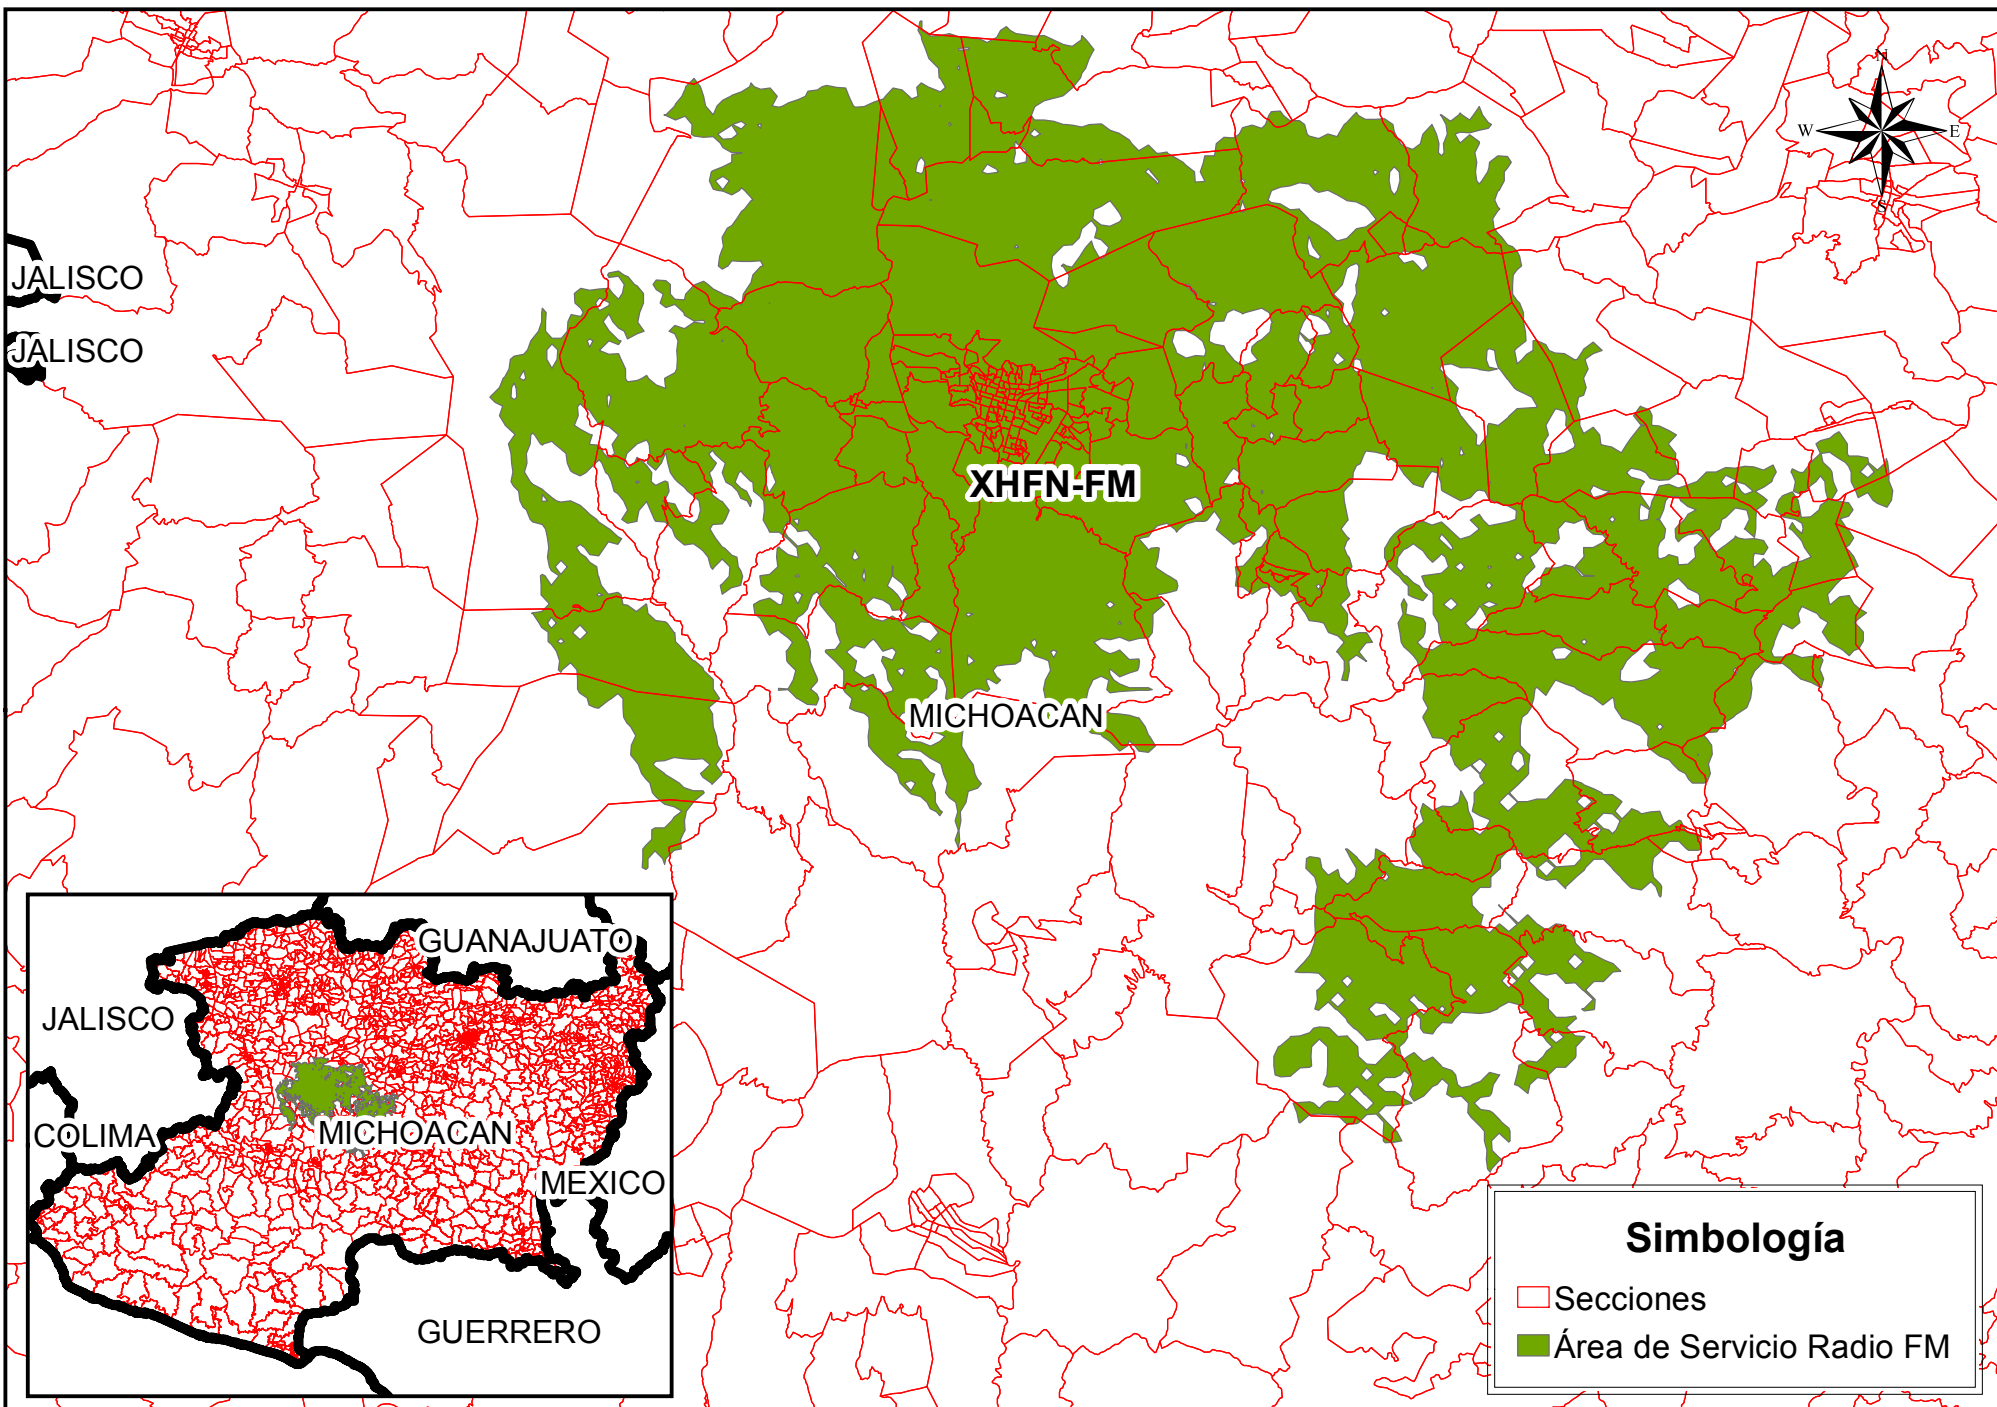 N
W E
S
JALISCO
JALISCO
XHFN-FM
MICHOACAN
GUANAJUATO
JALISCO
COLIMA
MICHOACAN
MEXICO
GUERRERO
Simbología
Secciones
Área de Servicio Radio FM